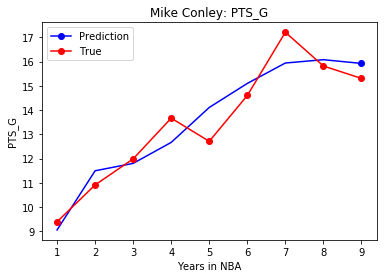 Mike Conley: PTS_G
Prediction
True
PTS_G
17
16
15
14
13
12
11
10
9
1 2 3 4 5 6 7 8 9
Years in NBA